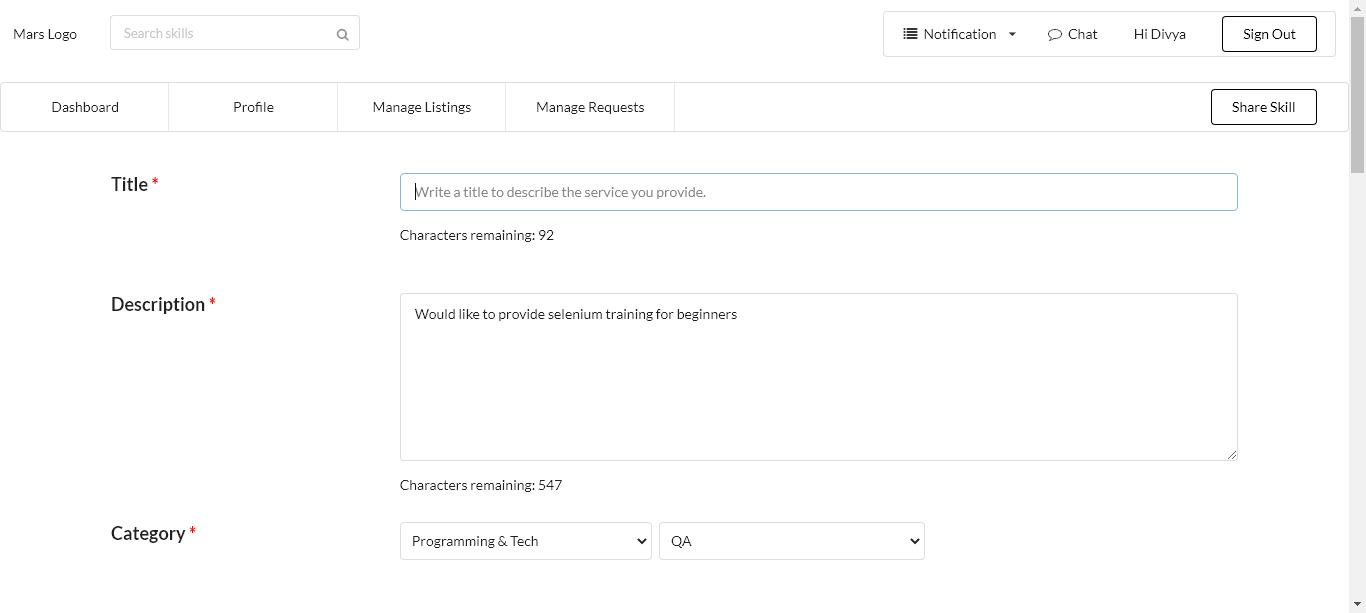 Mars Logo
Search skills
Notification
Chat
Hi Divya
Sign Out
Dashboard
Profile
Manage Listings
Manage Requests
Share Skill
Title *
Write a title to describe the service you provide.
Characters remaining: 92
Description *
Would like to provide selenium training for beginners
Characters remaining: 547
Category *
Programming & Tech
QA